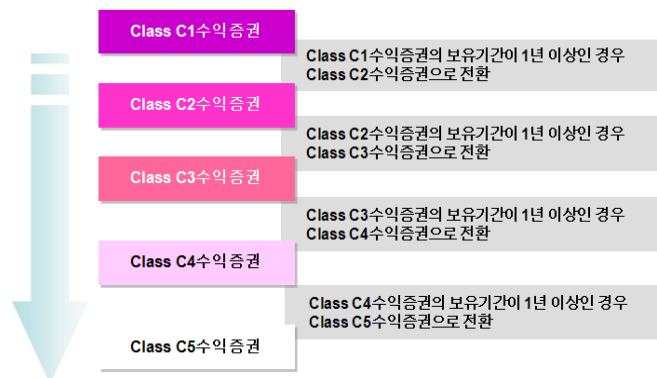 Class C1수익증권
Class C1수익증권의 보유기간이 1년 이상인 경우
Class C2수익증권으로 전환
Class C2수익증권
Class C2수익증권의 보유기간이 1년 이상인 경우
Class C3수익증권으로 전환
Class C3수익증권
Class C3수익증권의 보유기간이 1년 이상인 경우
Class C4수익증권으로 전환
Class C4수익증권
Class C4수익증권의 보유기간이 1년 이상인 경우
Class C5수익증권으로 전환
Class C5수익증권